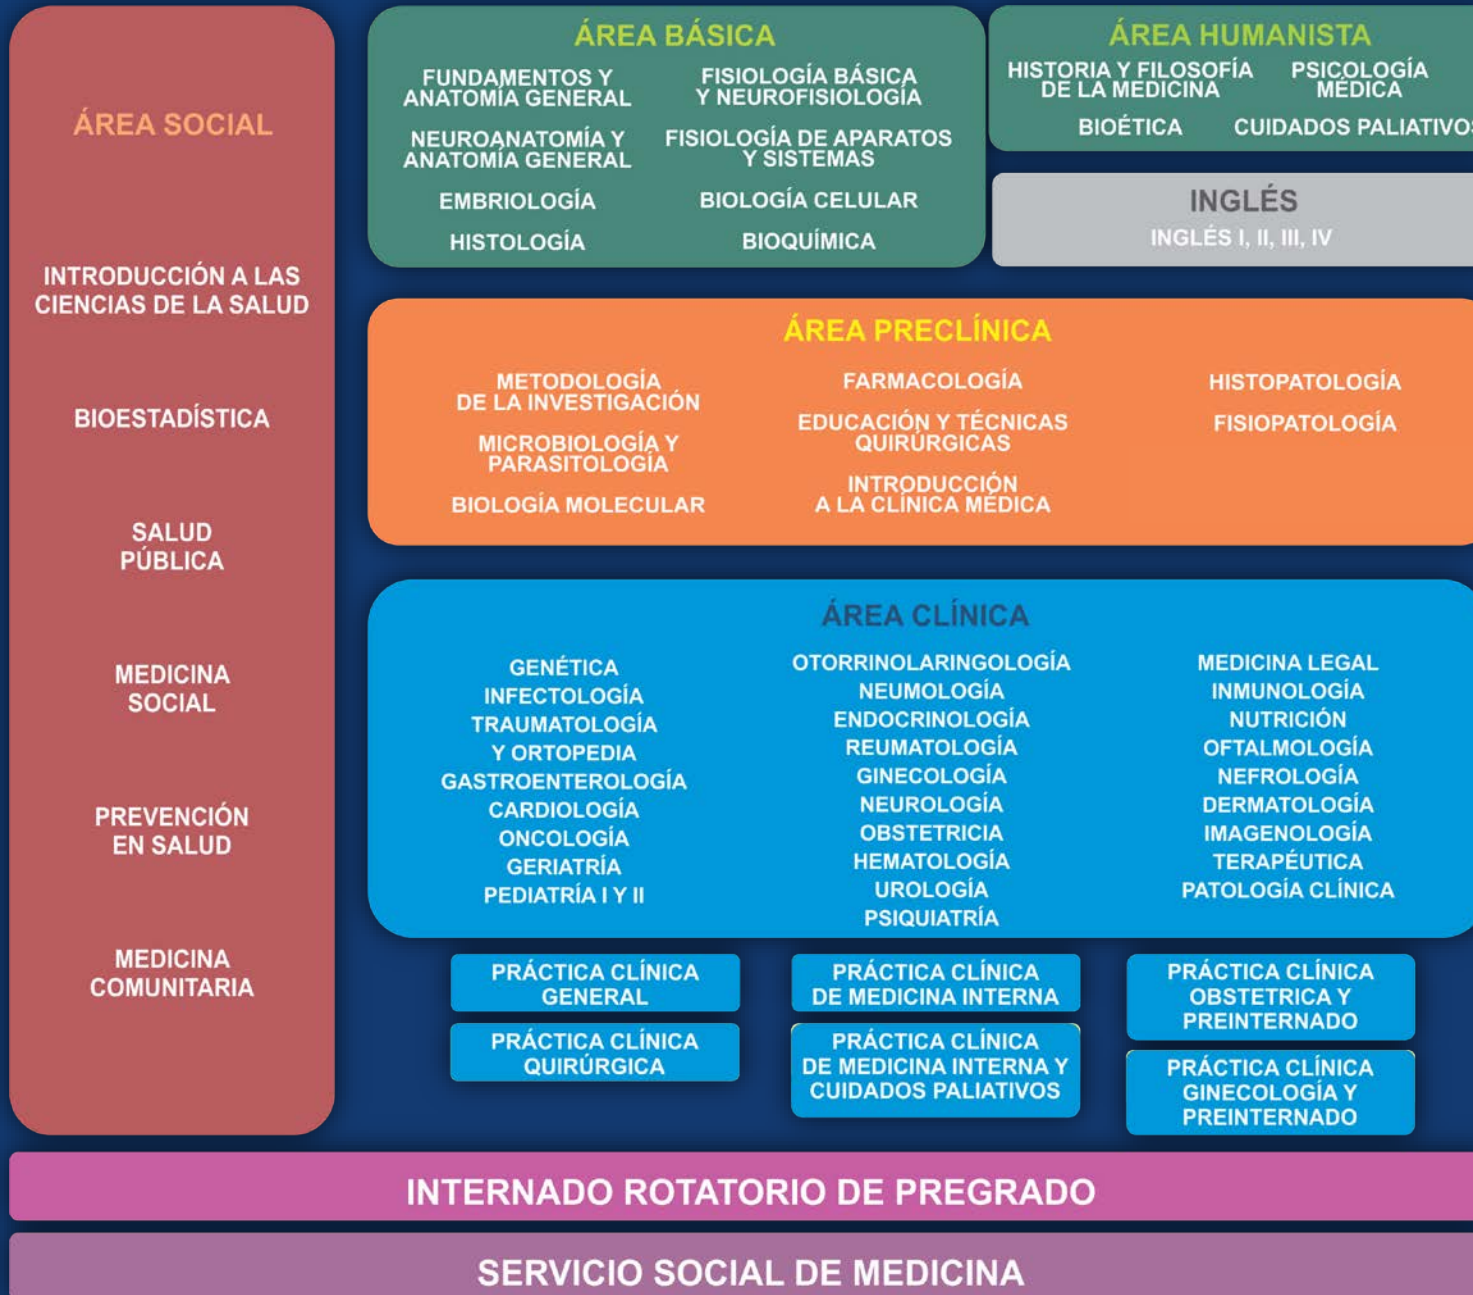 ÁREA SOCIAL
INTRODUCCIÓN A LAS
CIENCIAS DE LA SALUD
BIOESTADÍSTICA
SALUD
PÚBLICA
MEDICINA
SOCIAL
PREVENCIÓN
EN SALUD
MEDICINA
COMUNITARIA
ÁREA BÁSICA
FUNDAMENTOS Y
ANATOMÍA GENERAL
NEUROANATOMÍA Y
ANATOMÍA GENERAL
EMBRIOLOGÍA
HISTOLOGÍA
FISIOLOGÍA BÁSICA
Y NEUROFISIOLOGÍA
FISIOLOGÍA DE APARATOS
Y SISTEMAS
BIOLOGÍA CELULAR
BIOQUÍMICA
ÁREA HUMANISTA
HISTORIA Y FILOSOFÍA
DE LA MEDICINA
PSICOLOGÍA
MÉDICA
BIOÉTICA
CUIDADOS PALIATIVOS
INGLÉS
INGLÉS I, II, III, IV
ÁREA PRECLÍNICA
METODOLOGÍA
DE LA INVESTIGACIÓN
MICROBIOLOGÍA Y
PARASITOLOGÍA
BIOLOGÍA MOLECULAR
FARMACOLOGÍA
EDUCACIÓN Y TÉCNICAS
QUIRÚRGICAS
INTRODUCCIÓN
A LA CLÍNICA MÉDICA
HISTOPATOLOGÍA
FISIOPATOLOGÍA
ÁREA CLÍNICA
GENÉTICA
INFECTOLOGÍA
TRAUMATOLOGÍA
Y ORTOPEDIA
GASTROENTEROLOGÍA
CARDIOLOGÍA
ONCOLOGÍA
GERIATRÍA
PEDIATRÍA I Y II
OTORRINOLARINGOLOGÍA
NEUMOLOGÍA
ENDOCRINOLOGÍA
REUMATOLOGÍA
GINECOLOGÍA
NEUROLOGÍA
OBSTETRICIA
HEMATOLOGÍA
UROLOGÍA
PSIQUIATRÍA
MEDICINA LEGAL
INMUNOLOGÍA
NUTRICIÓN
OFTALMOLOGÍA
NEFROLOGÍA
DERMATOLOGÍA
IMAGENOLOGÍA
TERAPÉUTICA
PATOLOGÍA CLÍNICA
PRÁCTICA CLÍNICA
GENERAL
PRÁCTICA CLÍNICA
QUIRÚRGICA
PRÁCTICA CLÍNICA
DE MEDICINA INTERNA
PRÁCTICA CLÍNICA
DE MEDICINA INTERNA Y
CUIDADOS PALIATIVOS
PRÁCTICA CLÍNICA
OBSTETRICA Y
PREINTERNADO
PRÁCTICA CLÍNICA
GINECOLOGÍA Y
PREINTERNADO
INTERNADO ROTATORIO DE PREGRADO
SERVICIO SOCIAL DE MEDICINA